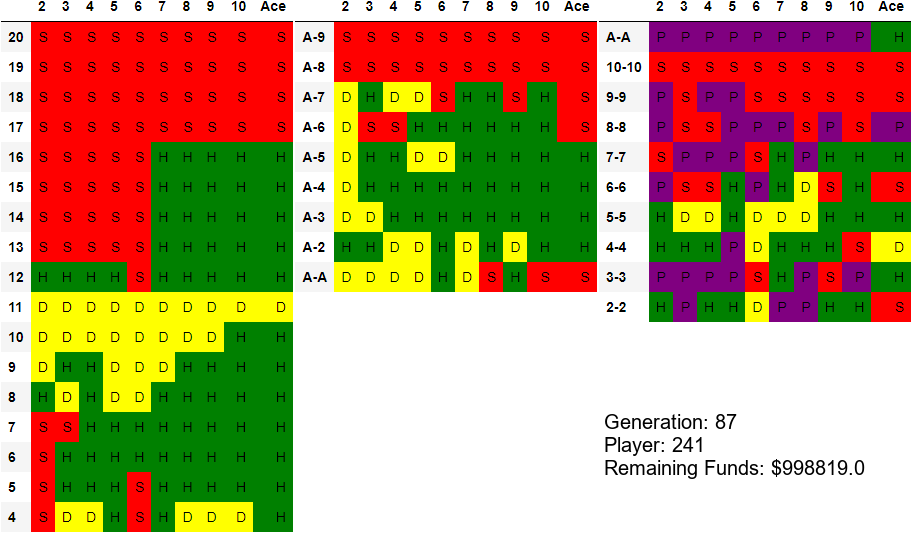 2 3 4 5 6 7 8 9 10 Ace 2 3 4 5 6 7 8 9 10 Ace 2 3 4 5 6 7 8 9 10 Ace
20 S S S S S S S S S S A-9 S S S S S S S S S S A-A P P P P P P P P P H
19 S S S S S S S S S S A-8 S S S S S S S S S S 10-10 S S S S S S S S S S
18 S S S S S S S S S S A-7 D H D D S H H S H S 9-9 P S P P S S S S S S
17 S S S S S S S S S S A-6 D S S H H H H H H S 8-8 P S S P P P S P S P
16 S S S S S H H H H H A-5 D H H D D H H H H H 7-7 S P P P S H P H H H
15 S S S S S H H H H H A-4 D H H H H H H H H H 6-6 P S S H P H D S H S
14 S S S S S H H H H H A-3 D D H H H H H H H H 5-5 H D D H D D D H H H
13 S S S S S H H H H H A-2 H H D D H D H D H H 4-4 H H H P D H H H S D
12 H H H H S H H H H H A-A D D D D H D S H S S 3-3 P P P P S H P S P H
11 D D D D D D D D D D 2-2 H P H H D P P H H S
10 D D D D D D D D H H
9 D H H D D D H H H H
8 H D H D D H H H H H
7 S S H H H H H H H H
6 S H H H H H H H H H
5 S H H H S H H H H H
4 S D D H S H D D D H
Generation: 87
Player: 241
Remaining Funds: $998819.0